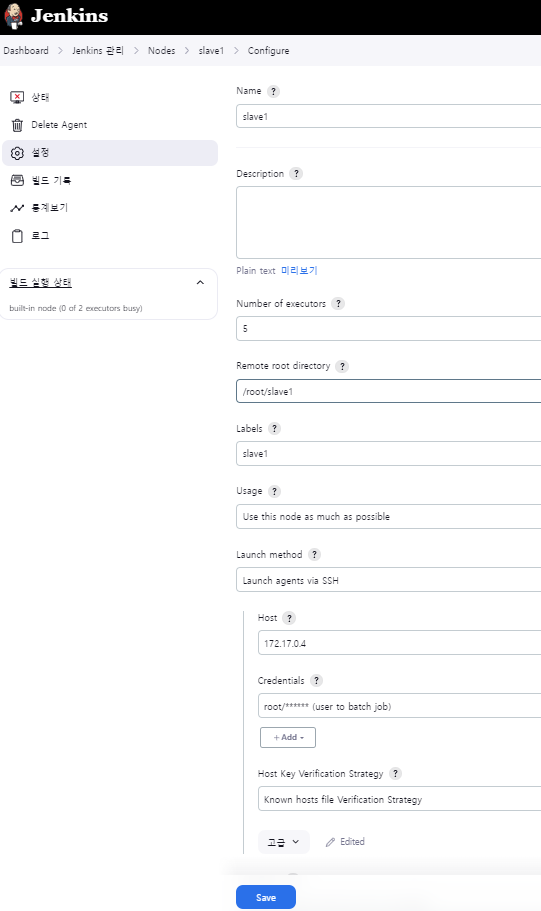 Jenkins
Dashboard > Jenkins 관리 > Nodes > slave1 > Configure
상태
Delete Agent
설정
빌드 기록
통계보기
로그
빌드 실행 상태
built-in node (0 of 2 executors busy)
Name ?
slave1
Description ?
Plain text 미리보기
Number of executors ?
5
Remote root directory ?
/root/slave1
Labels ?
slave1
Usage ?
Use this node as much as possible
Launch method ?
Launch agents via SSH
Host ?
172.17.0.4
Credentials ?
root/****** (user to batch job)
+ Add
Host Key Verification Strategy ?
Known hosts file Verification Strategy
고급
Edited
Save